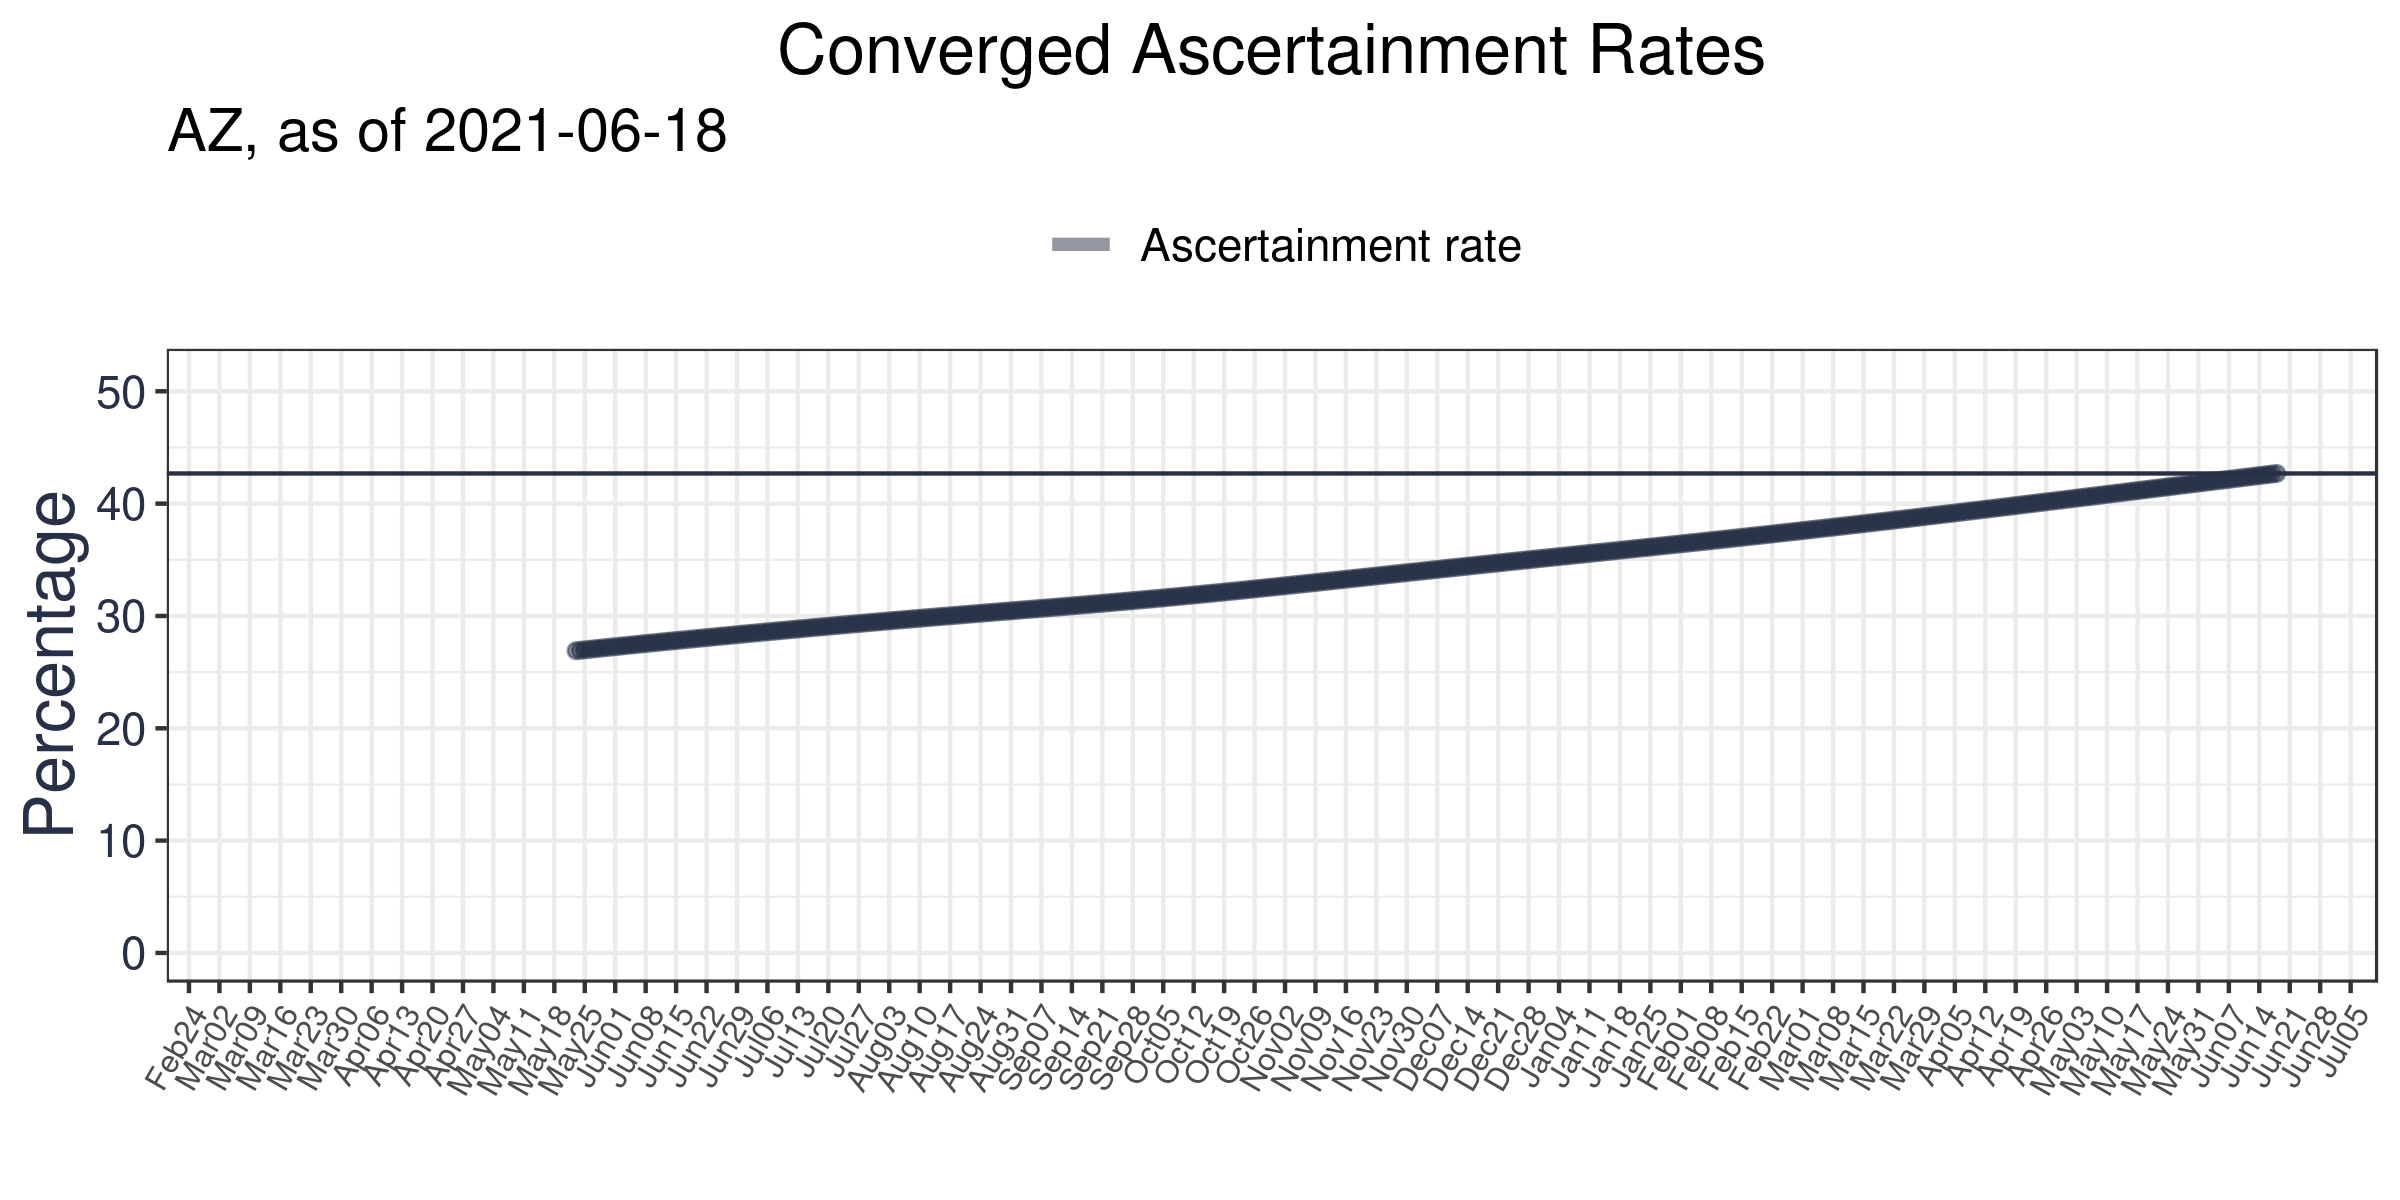 Converged Ascertainment Rates
AZ, as of 2021-06-18
Ascertainment rate
Percentage
50
40
30
20
10
0
Feb24 Mar02 Mar09 Mar16 Mar23 Mar30 Apr06 Apr13 Apr20 Apr27 May04 May11 May18 May25 Jun01 Jun08 Jun15 Jun22 Jun29 Jul06 Jul13 Jul20 Jul27 Aug03 Aug10 Aug17 Aug24 Aug31 Sep07 Sep14 Sep21 Sep28 Oct05 Oct12 Oct19 Oct26 Nov02 Nov09 Nov16 Nov23 Nov30 Dec07 Dec14 Dec21 Dec28 Jan04 Jan11 Jan18 Jan25 Feb01 Feb08 Feb15 Feb22 Mar01 Mar08 Mar15 Mar22 Mar29 Apr05 Apr12 Apr19 Apr26 May03 May10 May17 May24 May31 Jun07 Jun14 Jun21 Jun28 Jul05